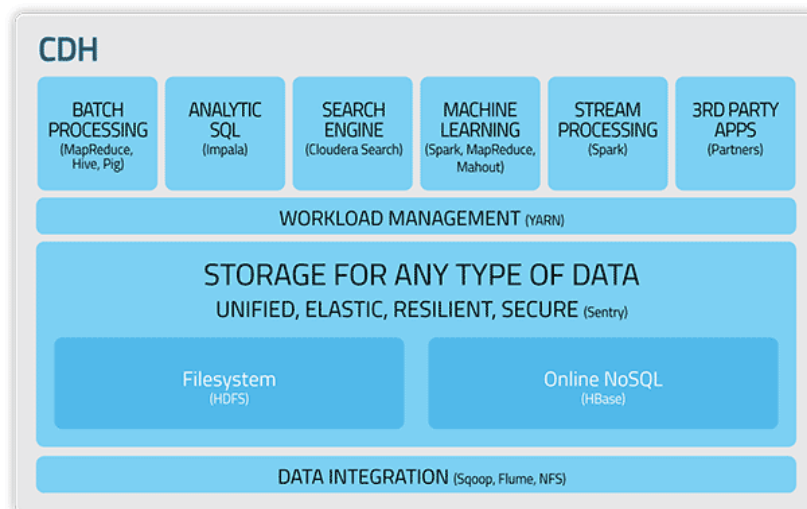 CDH
BATCH
PROCESSING
(MapReduce,
Hive, Pig)
ANALYTIC
SQL
(Impala)
SEARCH
ENGINE
(Cloudera Search)
MACHINE
LEARNING
(Spark, MapReduce,
Mahout)
STREAM
PROCESSING
(Spark)
3RD PARTY
APPS
(Partners)
WORKLOAD MANAGEMENT (YARN)
STORAGE FOR ANY TYPE OF DATA
UNIFIED, ELASTIC, RESILIENT, SECURE (Sentry)
Filesystem
(HDFS)
Online NoSQL
(HBase)
DATA INTEGRATION (Sqoop, Flume, NFS)